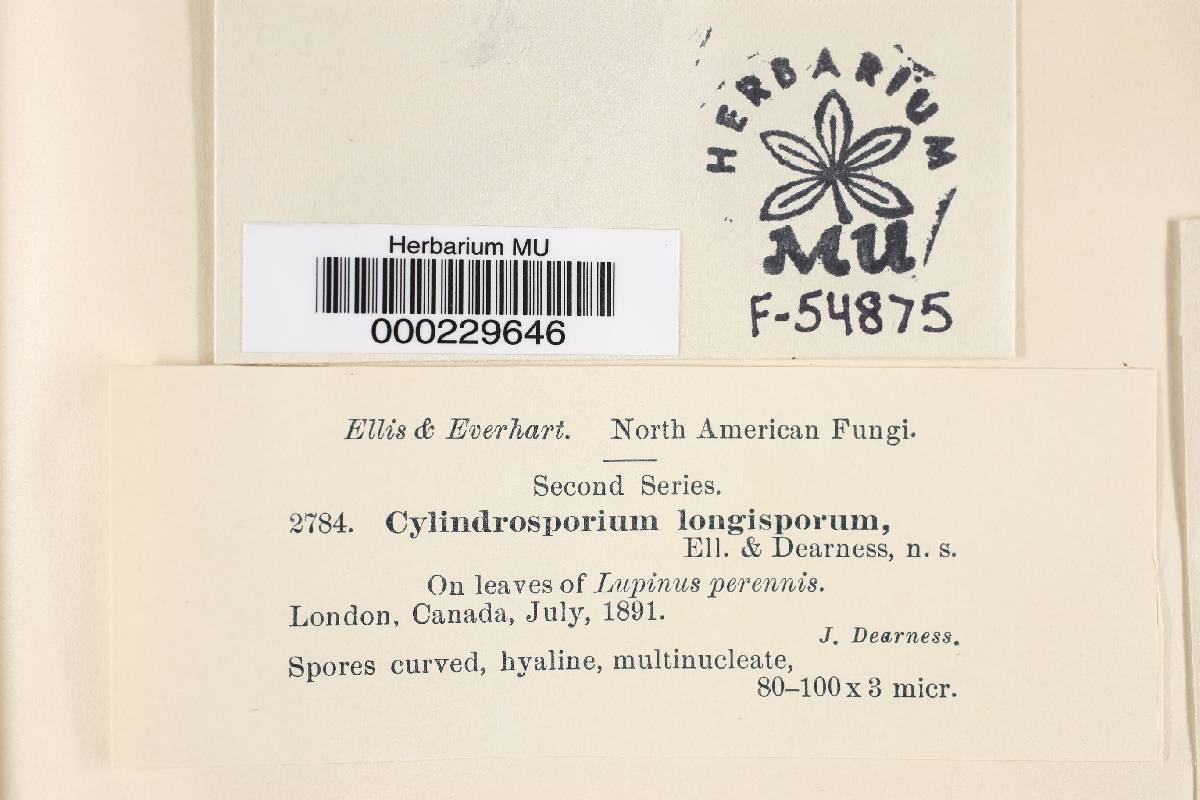 HERBARIUM
MU
F-54875
Herbarium MU
000229646
Ellis & Everhart. North American Fungi.
Second Series.
2784. Cylindrosporium longisporum,
Ell. & Dearness, n. s.
On leaves of Lupinus perennis.
London, Canada, July, 1891.
J. Dearness.
Spores curved, hyaline, multinucleate,
80–100 x 3 micr.